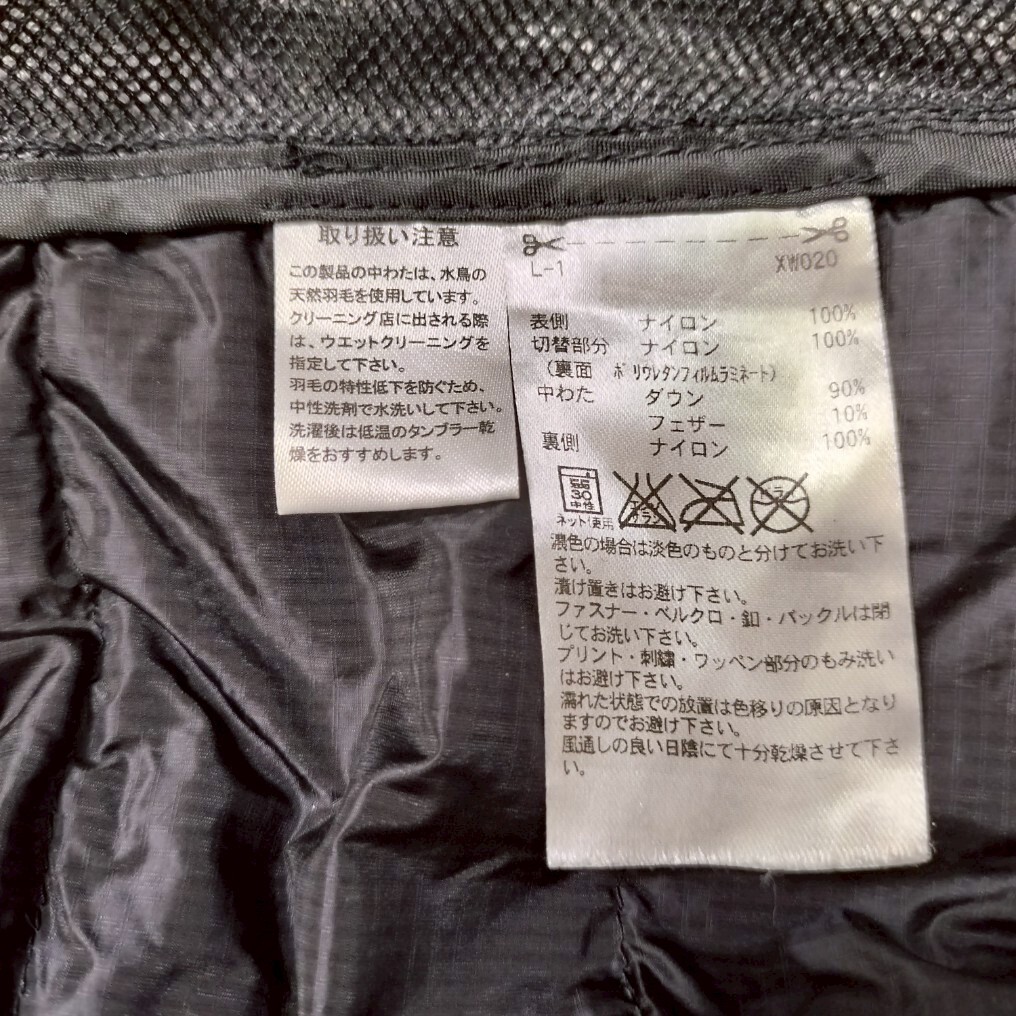 取り扱い注意
この製品の中わたは、水鳥の
天然羽毛を使用しています。
クリーニング店に出される際
は、ウエットクリーニングを
指定して下さい。
羽毛の特性低下を防ぐため、
中性洗剤で水洗いして下さい。
洗濯後は低温のタンブラー乾
燥をおすすめします。
L-1 XW020
表側 ナイロン 100%
切替部分 ナイロン 100%
(裏面 ポリウレタンフィルムラミネート)
中わた ダウン 90%
フェザー 10%
裏側 ナイロン 100%
30
中性
ネット使用
エンソ
サラシ
ドライ
濃色の場合は淡色のものと分けてお洗い下
さい。
漬け置きはお避け下さい。
ファスナー・ベルクロ・釦・バックルは閉
じてお洗い下さい。
プリント・刺繍・ワッペン部分のもみ洗い
はお避け下さい。
濡れた状態での放置は色移りの原因となり
ますのでお避け下さい。
風通しの良い日陰にて十分乾燥させて下さ
い。